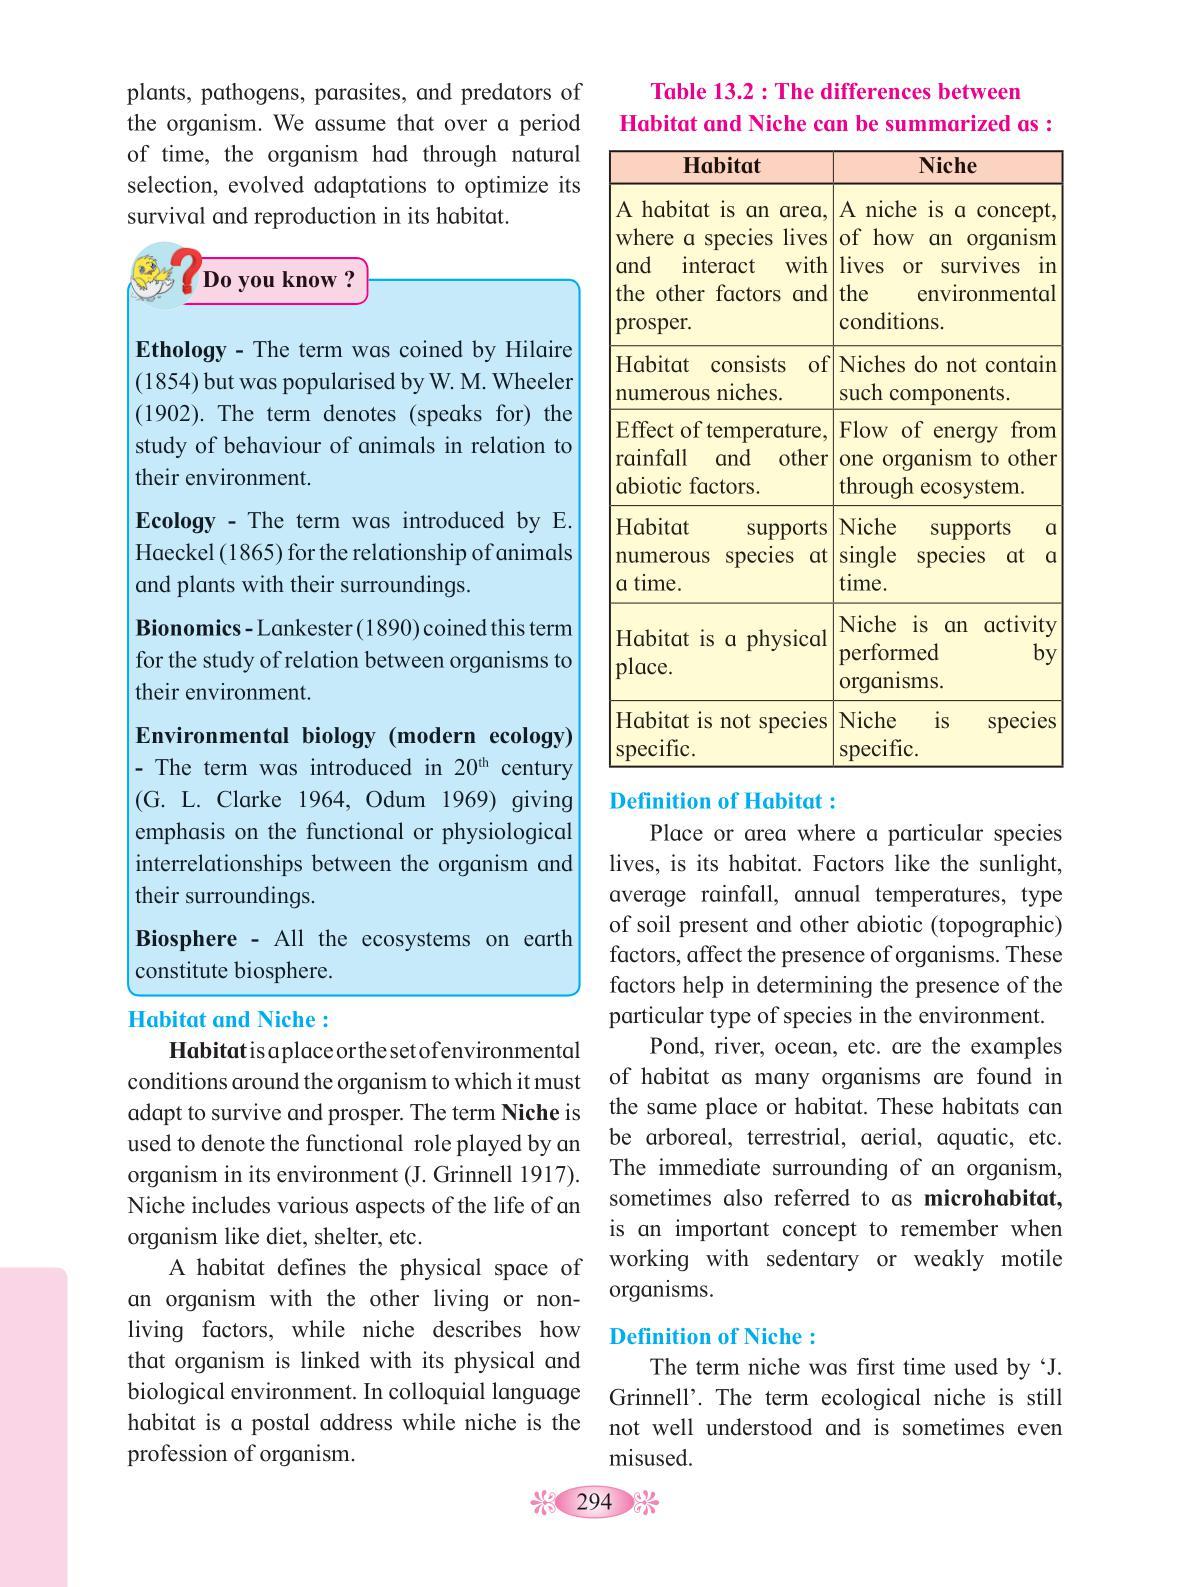 plants, pathogens, parasites, and predators of
the organism. We assume that over a period
of time, the organism had through natural
selection, evolved adaptations to optimize its
survival and reproduction in its habitat.
Do you know ?
Ethology - The term was coined by Hilaire
(1854) but was popularised by W. M. Wheeler
(1902). The term denotes (speaks for) the
study of behaviour of animals in relation to
their environment.
Ecology - The term was introduced by E.
Haeckel (1865) for the relationship of animals
and plants with their surroundings.
Bionomics - Lankester (1890) coined this term
for the study of relation between organisms to
their environment.
Environmental biology (modern ecology)
- The term was introduced in 20th century
(G. L. Clarke 1964, Odum 1969) giving
emphasis on the functional or physiological
interrelationships between the organism and
their surroundings.
Biosphere - All the ecosystems on earth
constitute biosphere.
Habitat and Niche :
Habitat is a place or the set of environmental
conditions around the organism to which it must
adapt to survive and prosper. The term Niche is
used to denote the functional role played by an
organism in its environment (J. Grinnell 1917).
Niche includes various aspects of the life of an
organism like diet, shelter, etc.
A habitat defines the physical space of
an organism with the other living or non-
living factors, while niche describes how
that organism is linked with its physical and
biological environment. In colloquial language
habitat is a postal address while niche is the
profession of organism.
Table 13.2 : The differences between
Habitat and Niche can be summarized as :
Habitat
Niche
A habitat is an area,
where a species lives
and interact with
the other factors and
prosper.
A niche is a concept,
of how an organism
lives or survives in
the environmental
conditions.
Habitat consists of
numerous niches.
Niches do not contain
such components.
Effect of temperature,
rainfall and other
abiotic factors.
Flow of energy from
one organism to other
through ecosystem.
Habitat supports
numerous species at
a time.
Niche supports a
single species at a
time.
Habitat is a physical
place.
Niche is an activity
performed by
organisms.
Habitat is not species
specific.
Niche is species
specific.
Definition of Habitat :
Place or area where a particular species
lives, is its habitat. Factors like the sunlight,
average rainfall, annual temperatures, type
of soil present and other abiotic (topographic)
factors, affect the presence of organisms. These
factors help in determining the presence of the
particular type of species in the environment.
Pond, river, ocean, etc. are the examples
of habitat as many organisms are found in
the same place or habitat. These habitats can
be arboreal, terrestrial, aerial, aquatic, etc.
The immediate surrounding of an organism,
sometimes also referred to as microhabitat,
is an important concept to remember when
working with sedentary or weakly motile
organisms.
Definition of Niche :
The term niche was first time used by ‘J.
Grinnell’. The term ecological niche is still
not well understood and is sometimes even
misused.
294